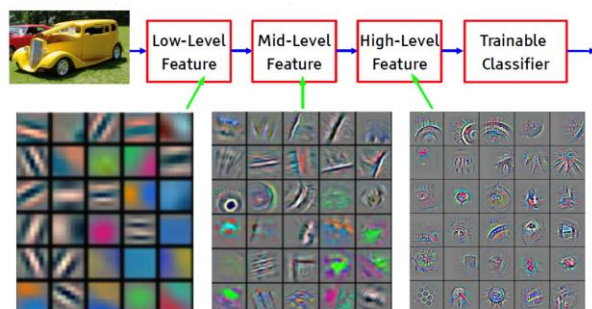 Low-Level
Feature
Mid-Level
Feature
High-Level
Feature
Trainable
Classifier